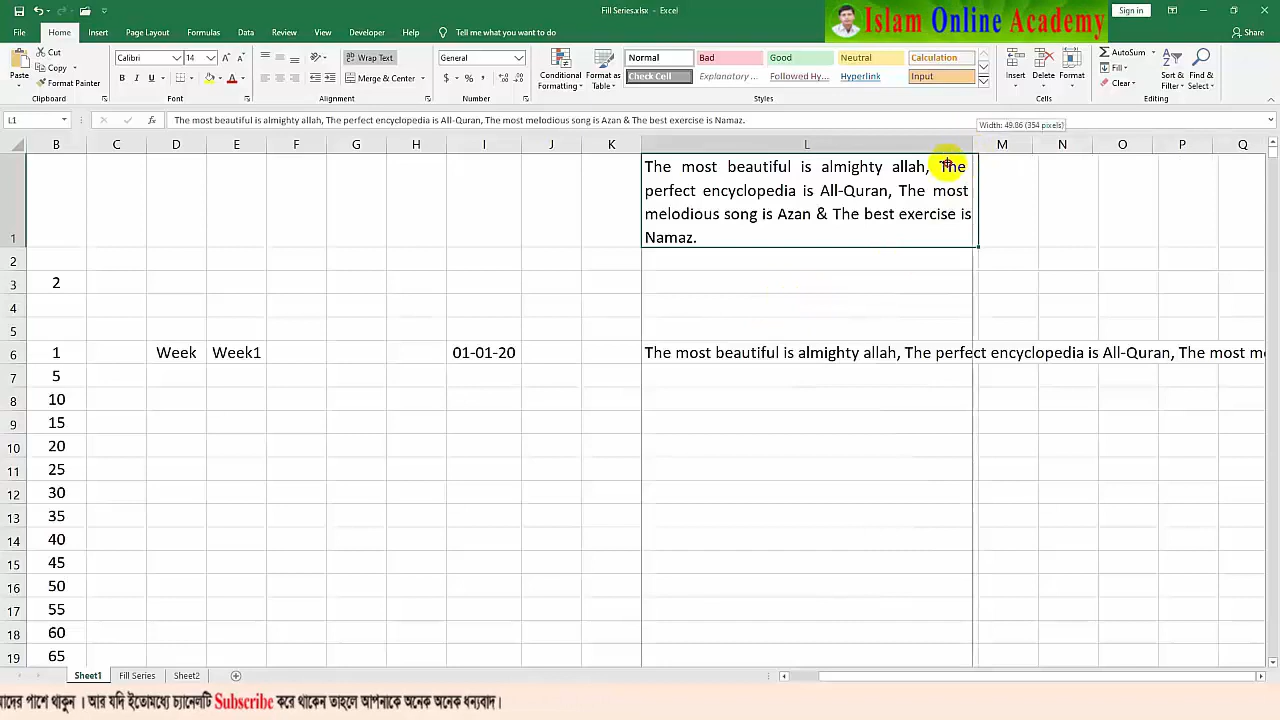 Fill Series.xlsx - Excel
Islam Online Academy
Sign in
File Home Insert Page Layout Formulas Data Review View Developer Help Tell me what you want to do Share
Paste Cut Copy Format Painter Clipboard
Calibri 14 B I U Font
ab Wrap Text Merge & Center Alignment
General $ % , Number
Conditional Formatting Format as Table
Normal Bad Good Neutral Calculation
Check Cell Explanatory ... Followed Hy... Hyperlink Input
Styles
Insert Delete Format Cells
AutoSum Fill Clear Sort & Filter Find & Select Editing
L1 fx The most beautiful is almighty allah, The perfect encyclopedia is All-Quran, The most melodious song is Azan & The best exercise is Namaz.
Width: 49.86 (354 pixels)
B C D E F G H I J K L M N O P Q
The most beautiful is almighty allah, The
perfect encyclopedia is All-Quran, The most
melodious song is Azan & The best exercise is
1 Namaz.
2
3 2
4
5
6 1 Week Week1 01-01-20 The most beautiful is almighty allah, The perfect encyclopedia is All-Quran, The most m
7 5
8 10
9 15
10 20
11 25
12 30
13 35
14 40
15 45
16 50
17 55
18 60
19 65
Sheet1 Fill Series Sheet2
পাশে থাকুন । আর যদি ইতোমধ্যে চ্যানেলটি Subscribe করে থাকেন তাহলে আপনাকে অনেক অনেক ধন্যবাদ।